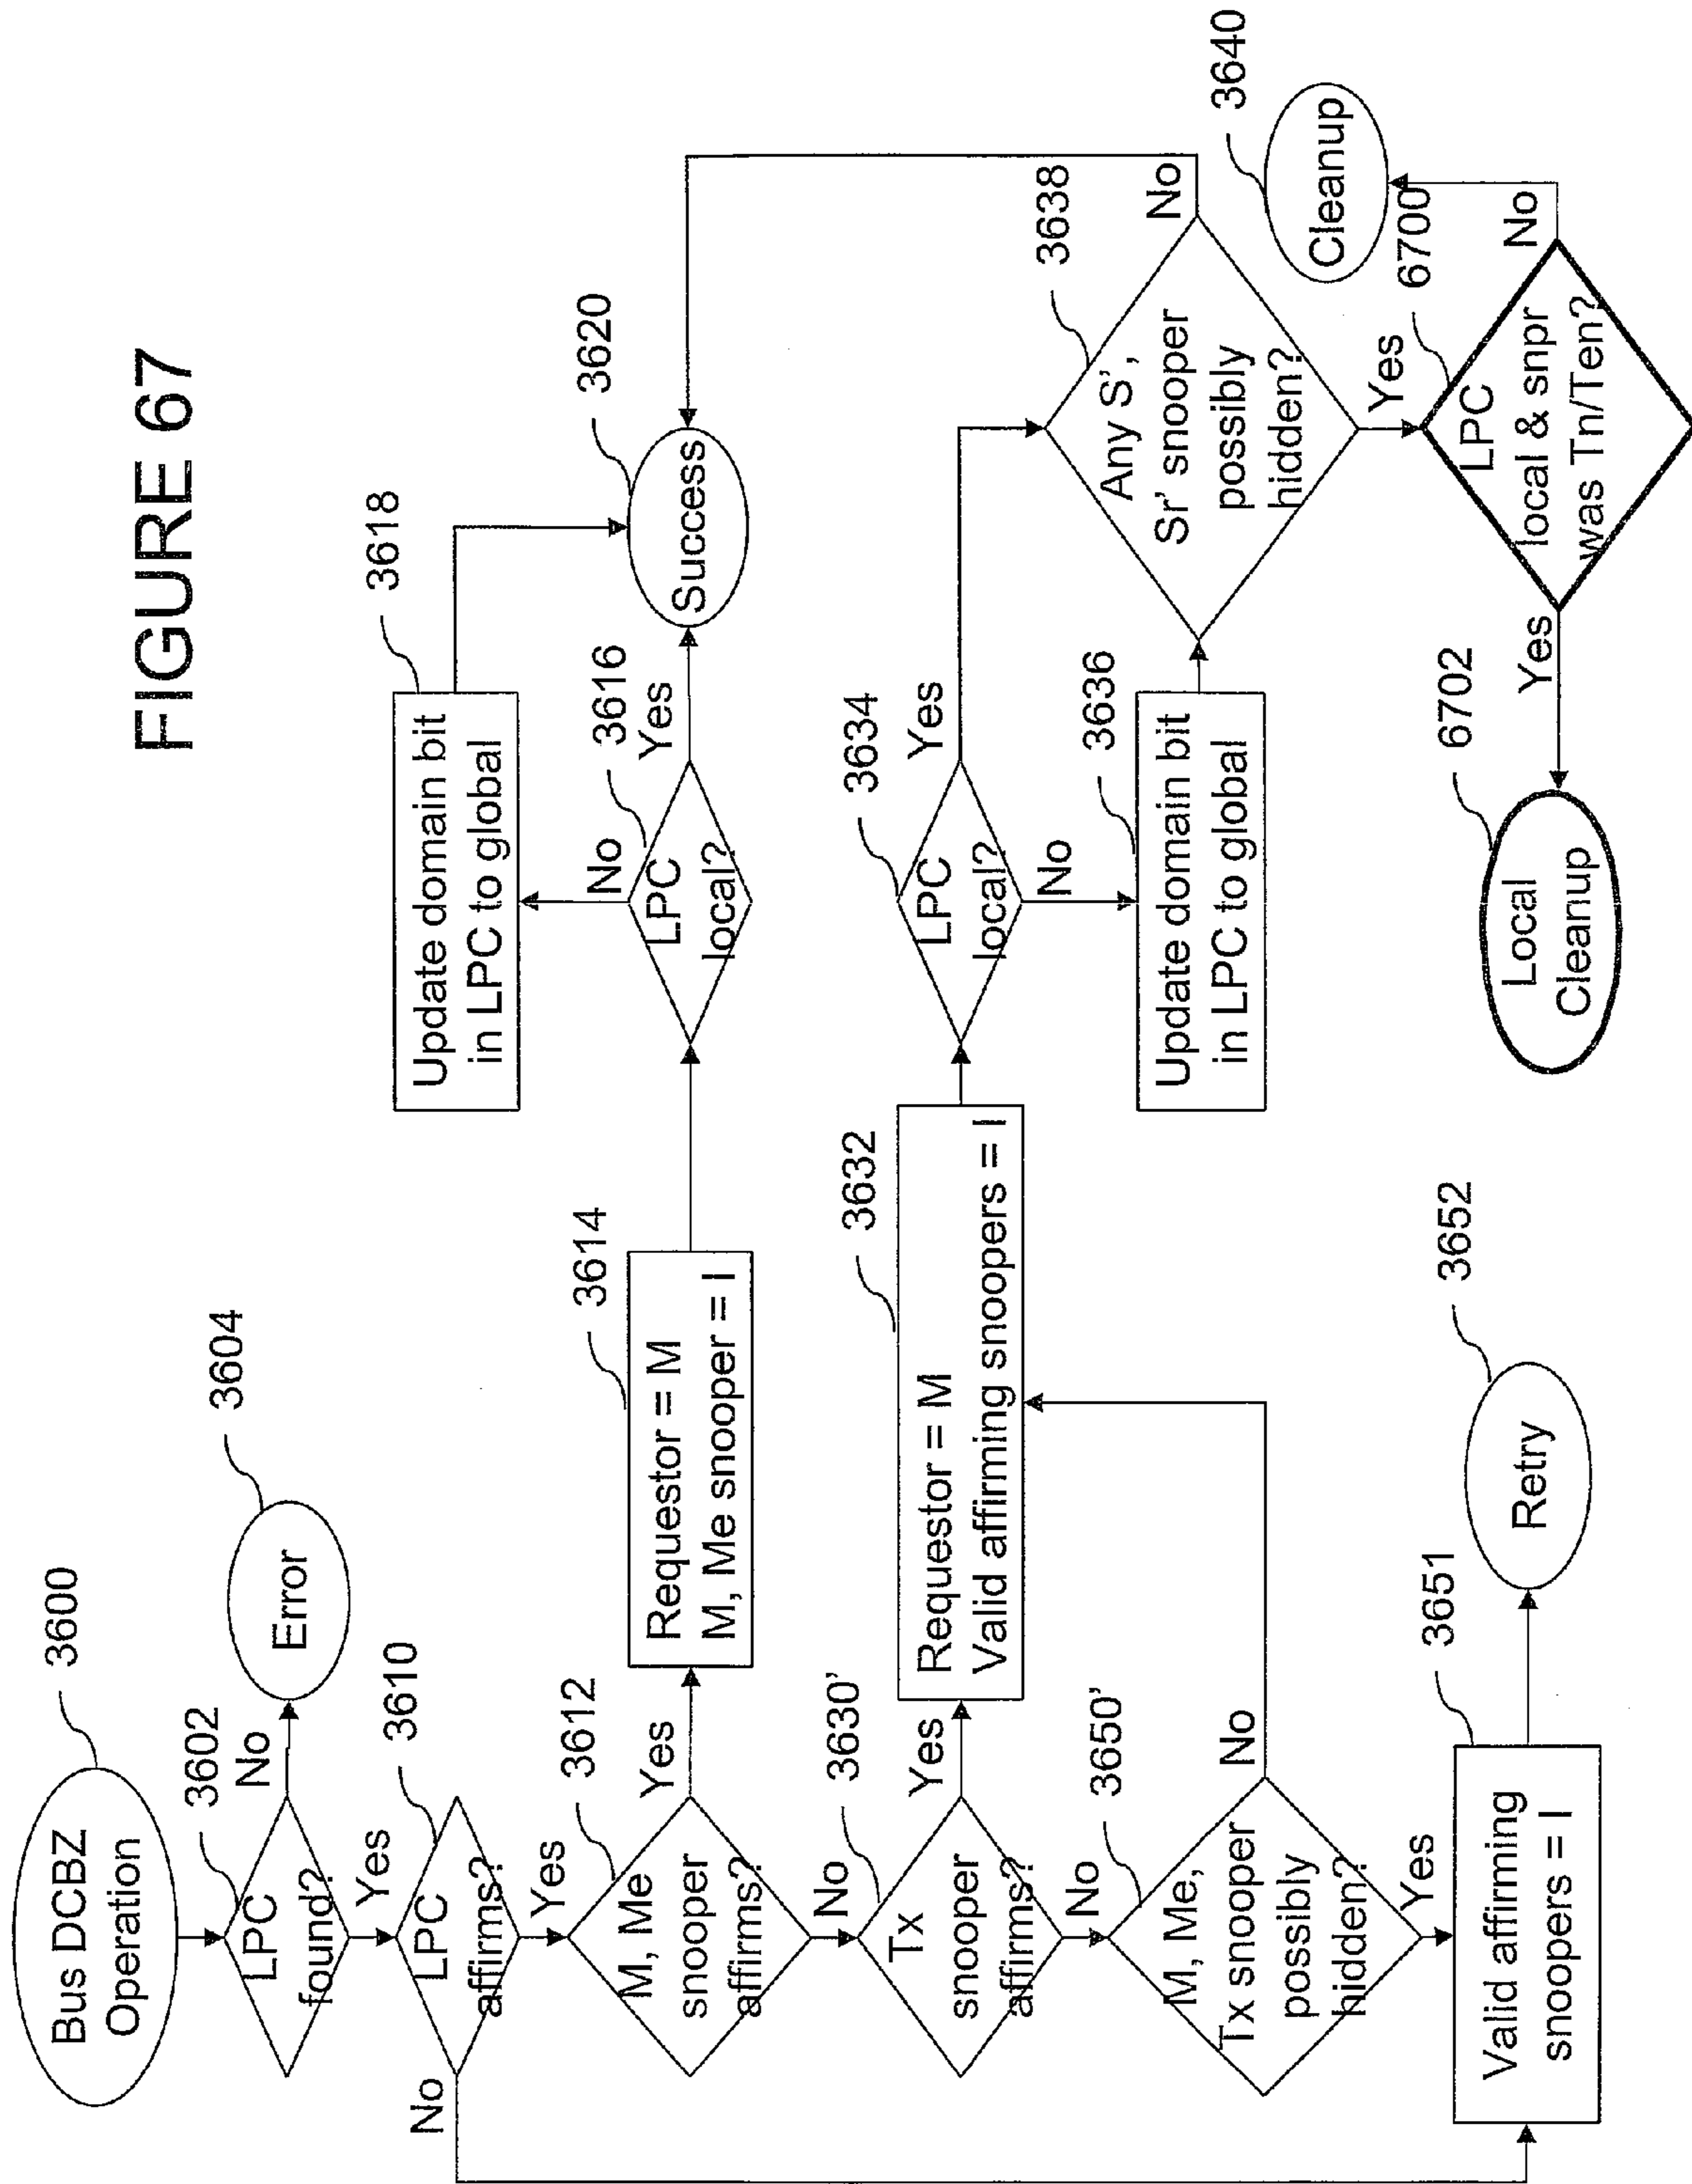 FIGURE 67
3600
Bus DCBZ
Operation
3602
LPC
found?
No
3604
Error
Yes
3610
LPC
affirms?
No
Yes
3612
M, Me
snooper
affirms?
Yes
3614
Requestor = M
M, Me snooper = I
3616
LPC
local?
No
Yes
3618
Update domain bit
in LPC to global
3620
Success
No
3630'
Tx
snooper
affirms?
Yes
3632
Requestor = M
Valid affirming snoopers = I
3634
LPC
local?
Yes
No
3636
Update domain bit
in LPC to global
3638
Any S',
Sr' snooper
possibly
hidden?
No
Yes
3640
Cleanup
6700
LPC
local & snpr
was Tn/Ten?
No
Yes
6702
Local
Cleanup
No
3650'
M, Me,
Tx snooper
possibly
hidden?
No
Yes
3651
Valid affirming
snoopers = I
3652
Retry